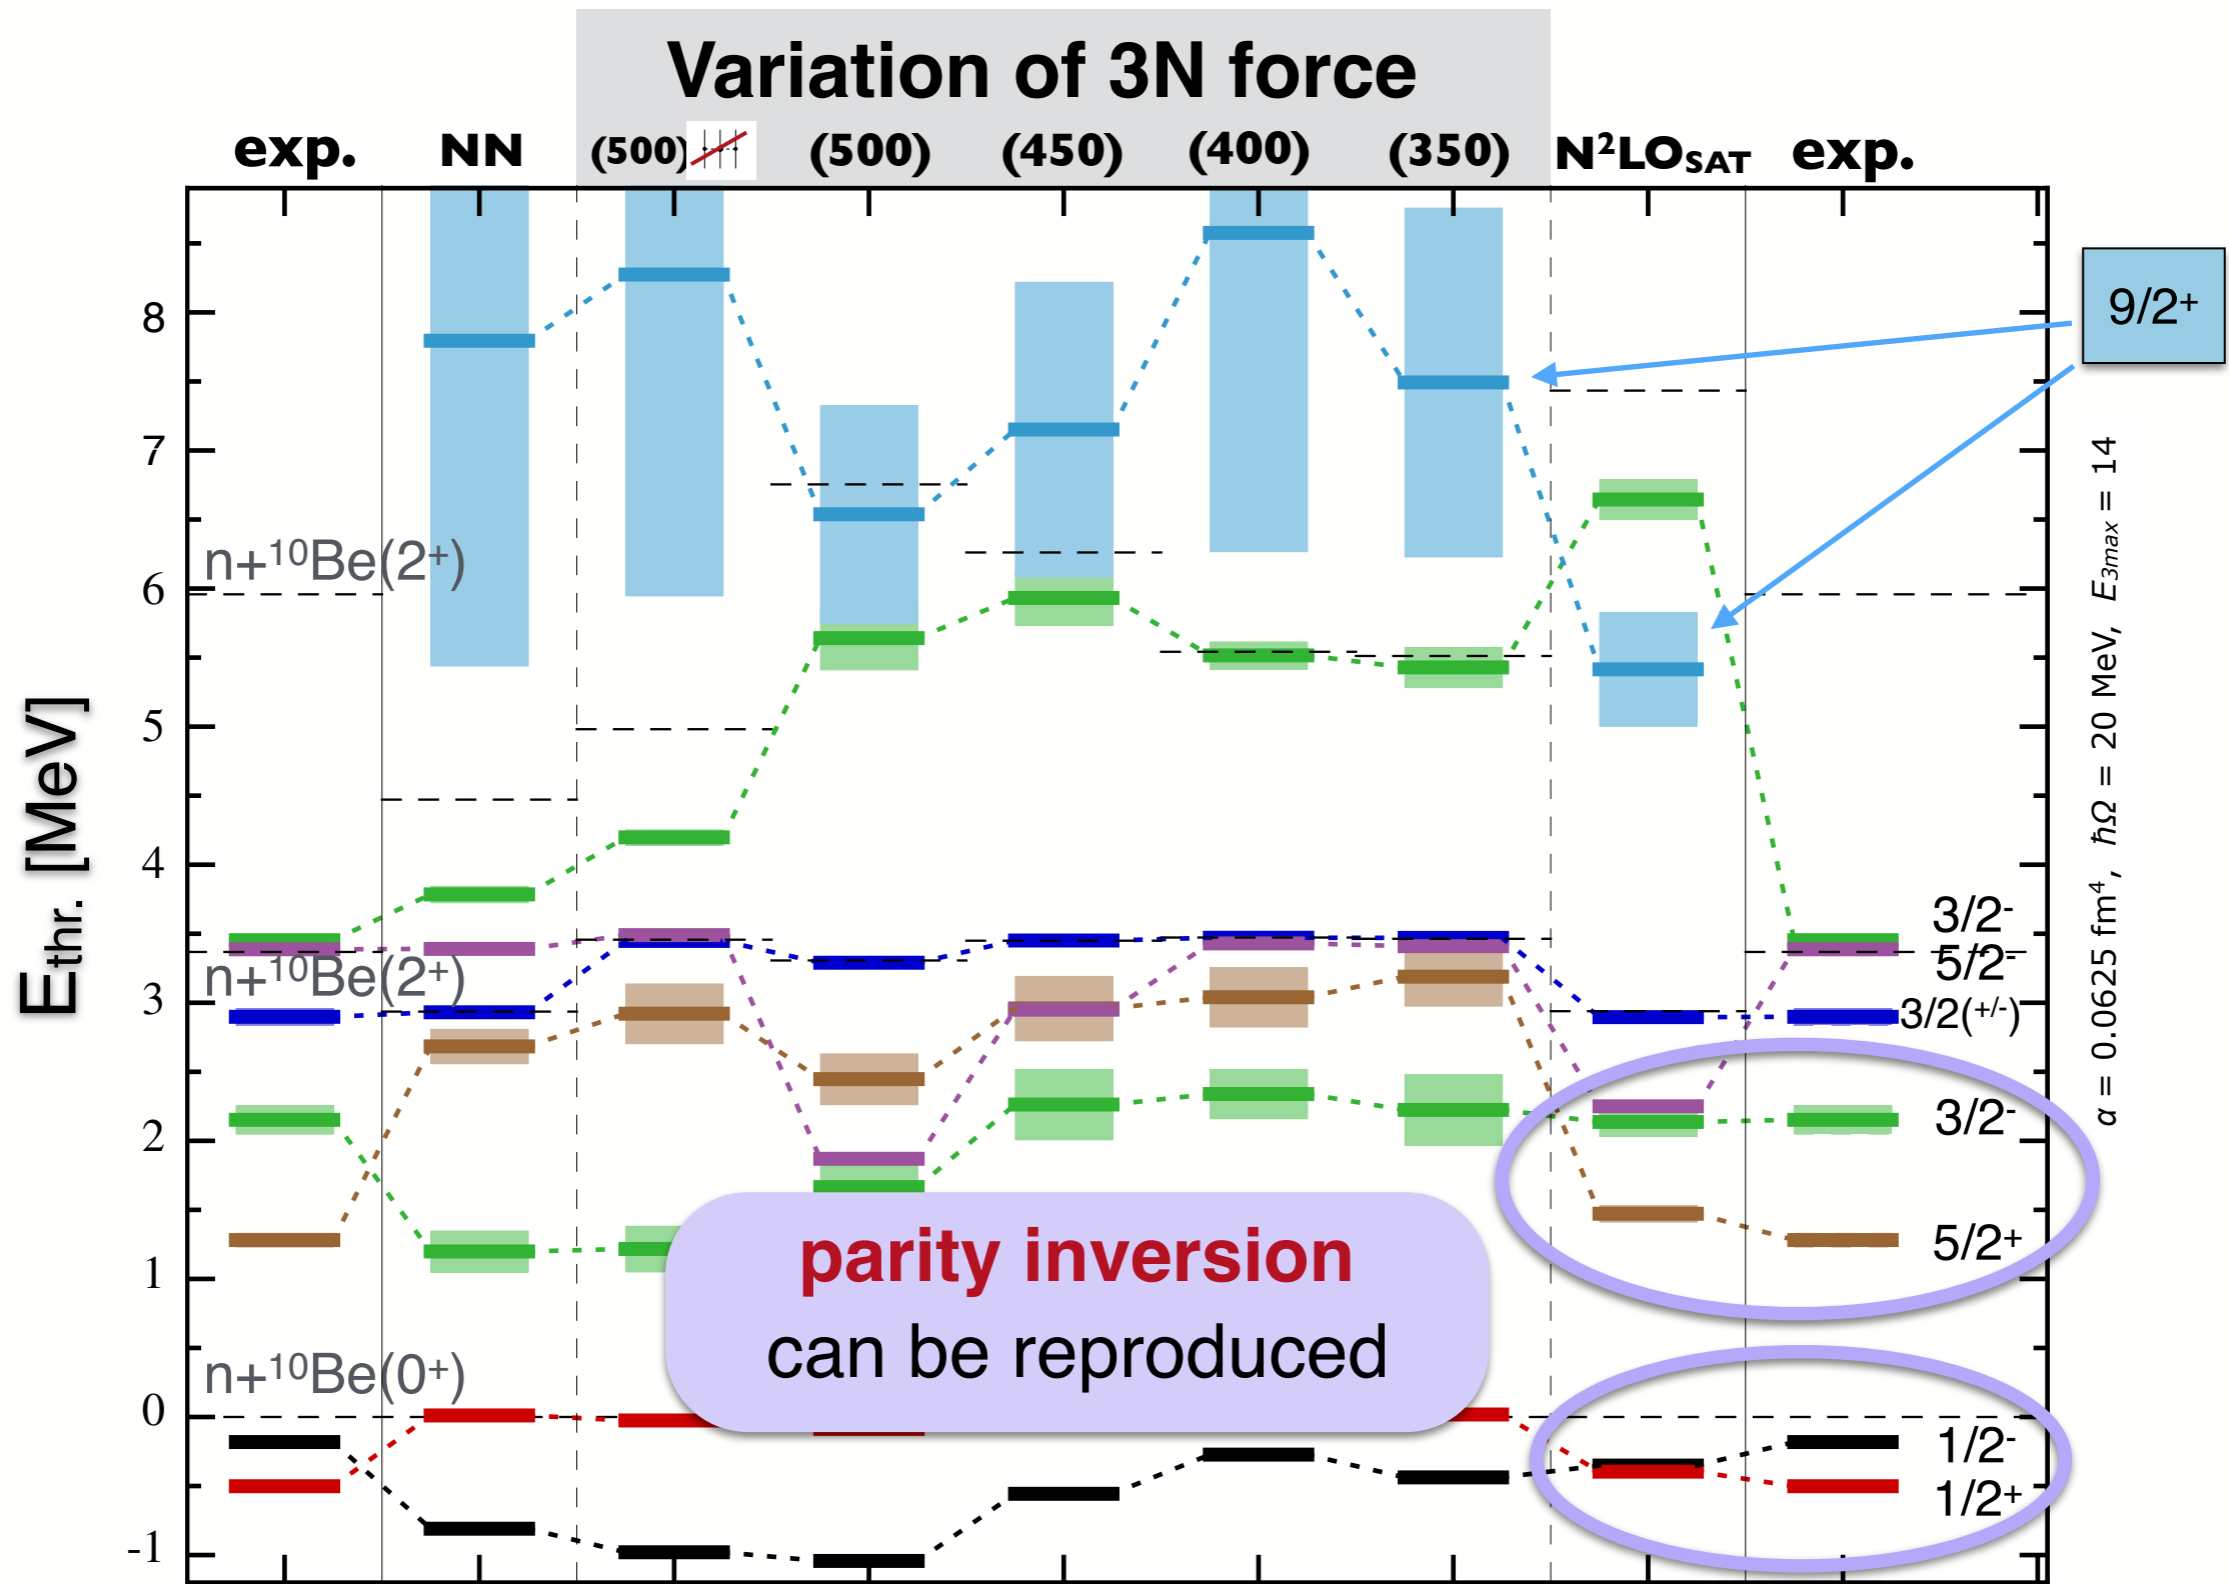 Variation of 3N force
exp. NN (500) (500) (450) (400) (350) N²LOSAT exp.
8
7
6
5
4
3
2
1
0
-1
Ethr. [MeV]
n+¹⁰Be(2⁺)
n+¹⁰Be(2⁺)
n+¹⁰Be(0⁺)
9/2⁺
3/2⁻
5/2⁻
3/2(⁺/⁻)
3/2⁻
5/2⁺
1/2⁻
1/2⁺
parity inversion
can be reproduced
α = 0.0625 fm⁴, ℏΩ = 20 MeV, E3max = 14